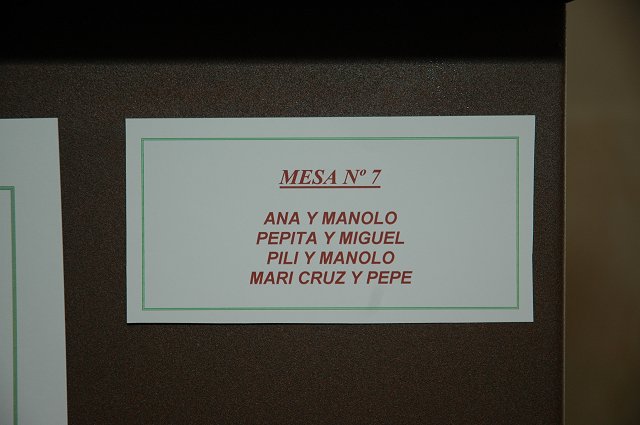 MESA Nº 7
ANA Y MANOLO
PEPITA Y MIGUEL
PILI Y MANOLO
MARI CRUZ Y PEPE